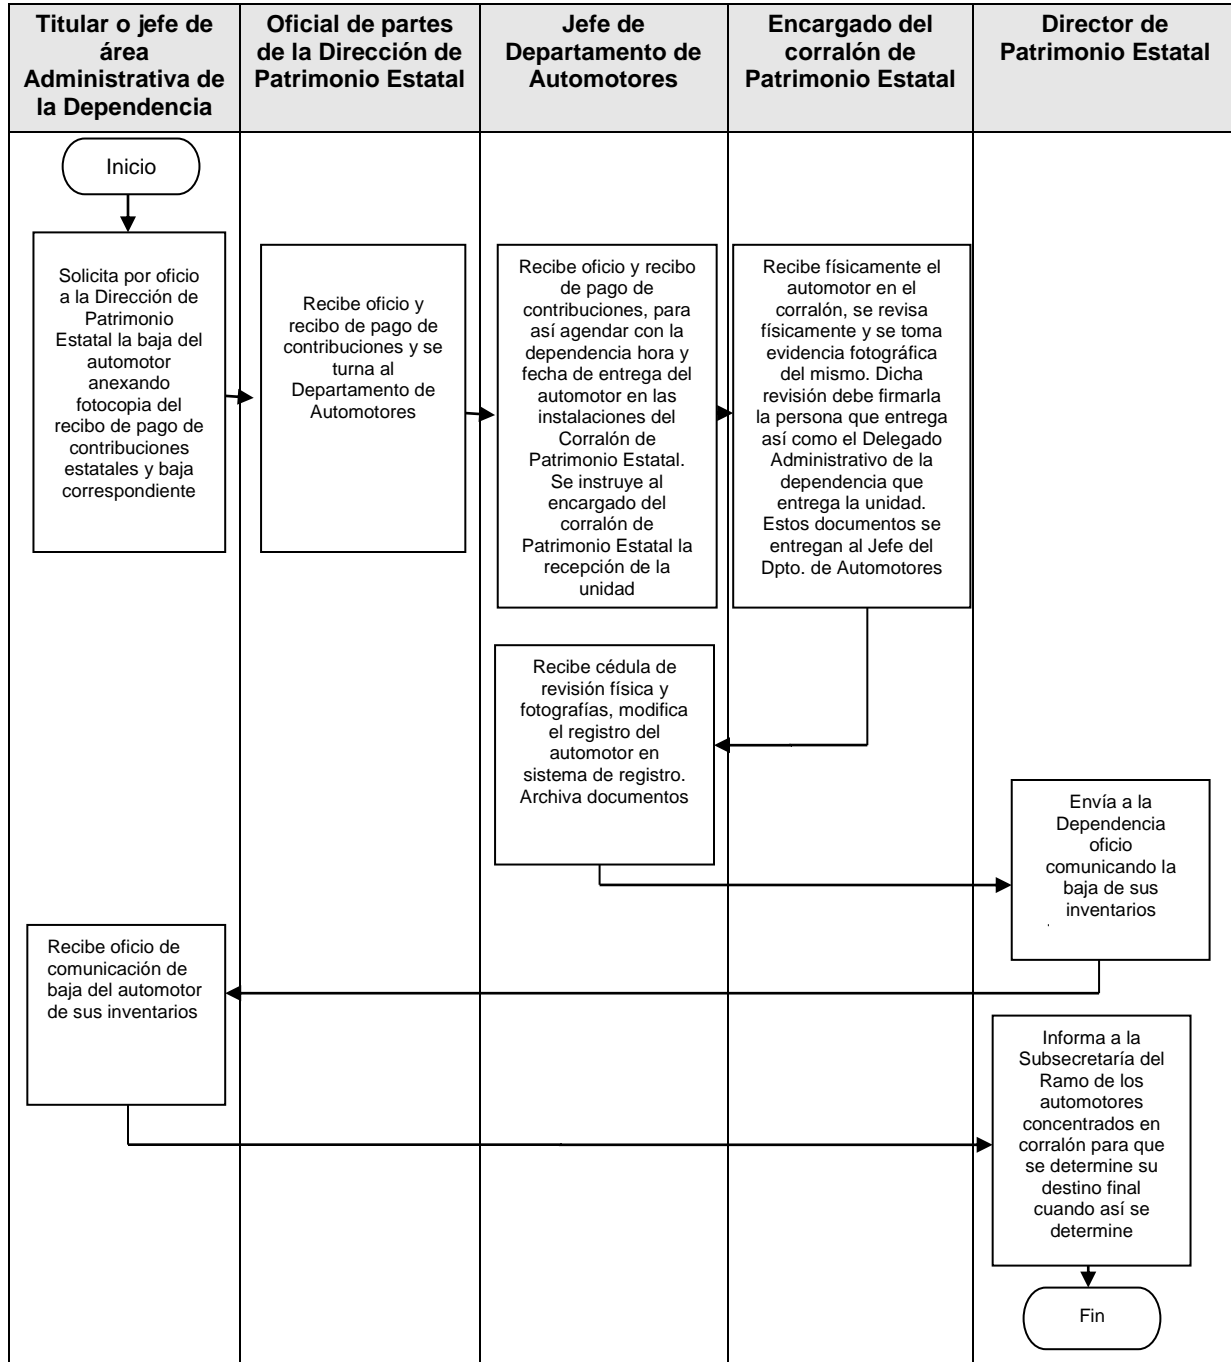 Titular o jefe de
área
Administrativa de
la Dependencia
Oficial de partes
de la Dirección de
Patrimonio Estatal
Jefe de
Departamento de
Automotores
Encargado del
corralón de
Patrimonio Estatal
Director de
Patrimonio Estatal
Inicio
Solicita por oficio
a la Dirección de
Patrimonio
Estatal la baja del
automotor
anexando
fotocopia del
recibo de pago de
contribuciones
estatales y baja
correspondiente
Recibe oficio y
recibo de pago de
contribuciones y se
turna al
Departamento de
Automotores
Recibe oficio y recibo
de pago de
contribuciones, para
así agendar con la
dependencia hora y
fecha de entrega del
automotor en las
instalaciones del
Corralón de
Patrimonio Estatal.
Se instruye al
encargado del
corralón de
Patrimonio Estatal la
recepción de la
unidad
Recibe físicamente el
automotor en el
corralón, se revisa
físicamente y se toma
evidencia fotográfica
del mismo. Dicha
revisión debe firmarla
la persona que entrega
así como el Delegado
Administrativo de la
dependencia que
entrega la unidad.
Estos documentos se
entregan al Jefe del
Dpto. de Automotores
Recibe cédula de
revisión física y
fotografías, modifica
el registro del
automotor en
sistema de registro.
Archiva documentos
Envía a la
Dependencia
oficio
comunicando la
baja de sus
inventarios
.
Recibe oficio de
comunicación de
baja del automotor
de sus inventarios
Informa a la
Subsecretaría del
Ramo de los
automotores
concentrados en
corralón para que
se determine su
destino final
cuando así se
determine
Fin